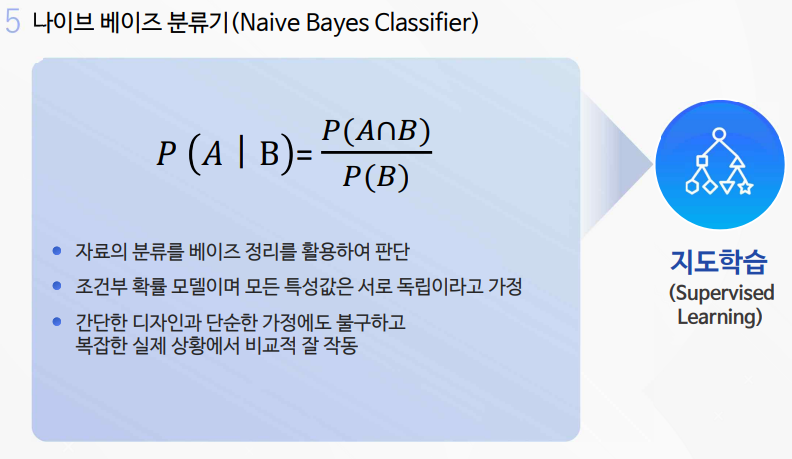 5 나이브 베이즈 분류기(Naive Bayes Classifier)
P (A | B)= P(A∩B) / P(B)
• 자료의 분류를 베이즈 정리를 활용하여 판단
• 조건부 확률 모델이며 모든 특성값은 서로 독립이라고 가정
• 간단한 디자인과 단순한 가정에도 불구하고
복잡한 실제 상황에서 비교적 잘 작동
지도학습
(Supervised
Learning)